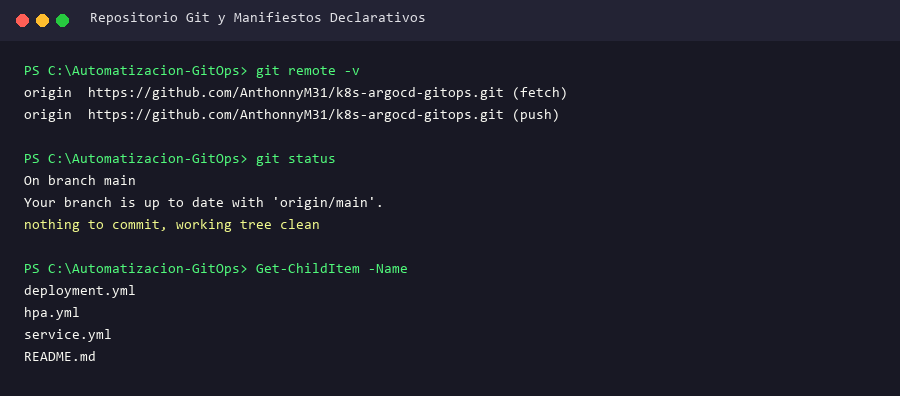 Repositorio Git y Manifiestos Declarativos
PS C:\Automatizacion-GitOps> git remote -v
origin  https://github.com/AnthonnyM31/k8s-argocd-gitops.git (fetch)
origin  https://github.com/AnthonnyM31/k8s-argocd-gitops.git (push)
PS C:\Automatizacion-GitOps> git status
On branch main
Your branch is up to date with 'origin/main'.
nothing to commit, working tree clean
PS C:\Automatizacion-GitOps> Get-ChildItem -Name
deployment.yml
hpa.yml
service.yml
README.md